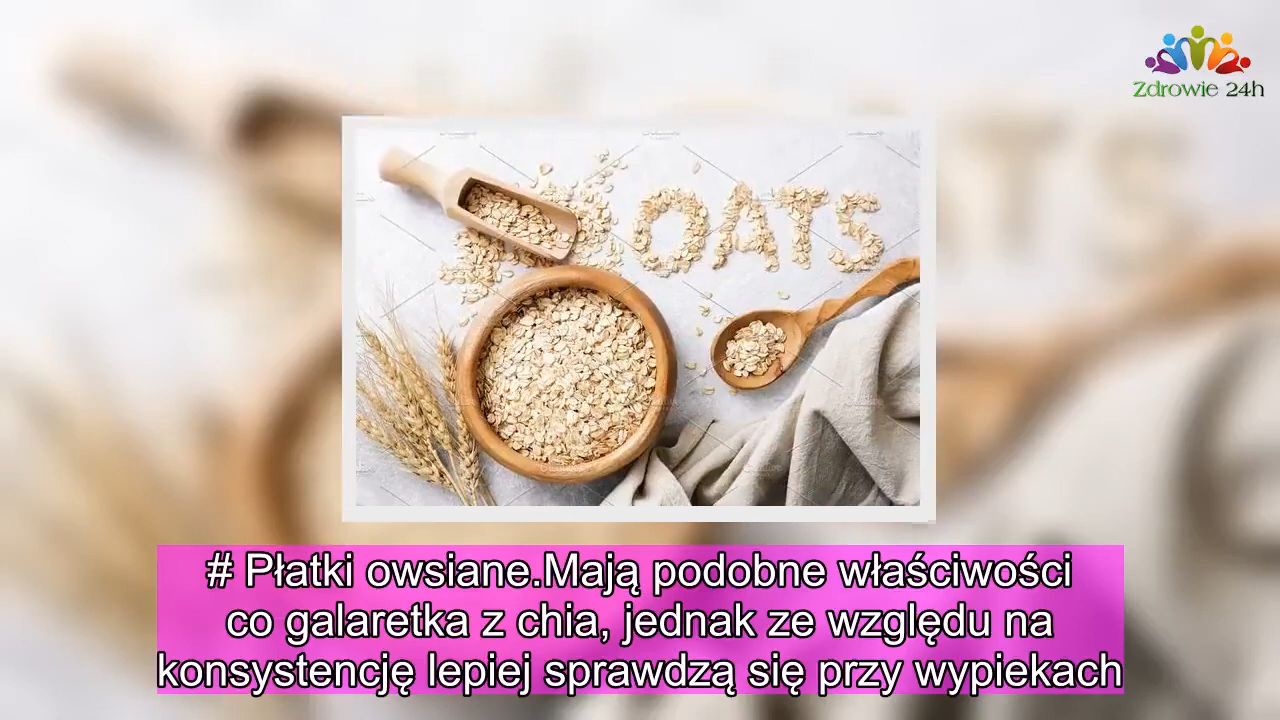 Zdrowie 24h
OATS
# Płatki owsiane.Mają podobne właściwości
co galaretka z chia, jednak ze względu na
konsystencję lepiej sprawdzą się przy wypiekach